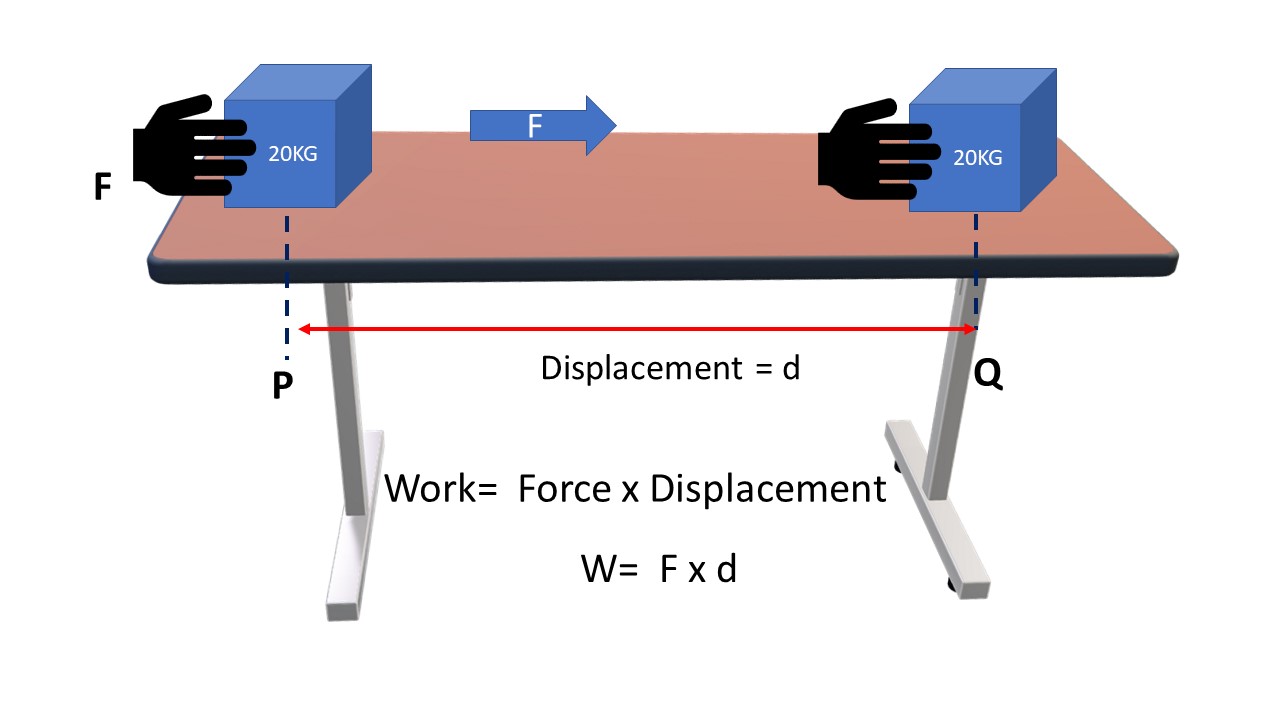 20KG
F
20KG
F
Displacement = d
P
Q
Work= Force x Displacement
W= F x d